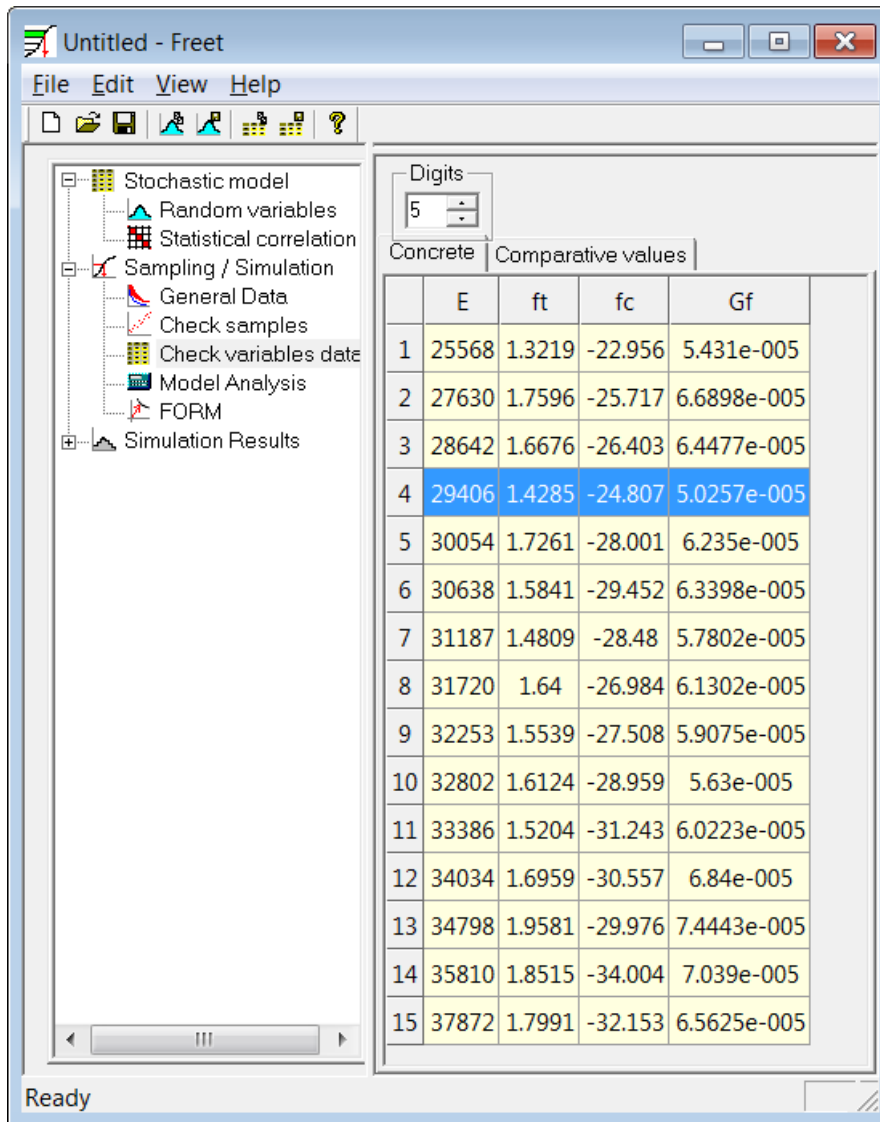 Untitled - Freet
File Edit View Help
Stochastic model
Random variables
Statistical correlation
Sampling / Simulation
General Data
Check samples
Check variables data
Model Analysis
FORM
Simulation Results
Digits
5
Concrete Comparative values
E ft fc Gf
1 25568 1.3219 -22.956 5.431e-005
2 27630 1.7596 -25.717 6.6898e-005
3 28642 1.6676 -26.403 6.4477e-005
4 29406 1.4285 -24.807 5.0257e-005
5 30054 1.7261 -28.001 6.235e-005
6 30638 1.5841 -29.452 6.3398e-005
7 31187 1.4809 -28.48 5.7802e-005
8 31720 1.64 -26.984 6.1302e-005
9 32253 1.5539 -27.508 5.9075e-005
10 32802 1.6124 -28.959 5.63e-005
11 33386 1.5204 -31.243 6.0223e-005
12 34034 1.6959 -30.557 6.84e-005
13 34798 1.9581 -29.976 7.4443e-005
14 35810 1.8515 -34.004 7.039e-005
15 37872 1.7991 -32.153 6.5625e-005
Ready